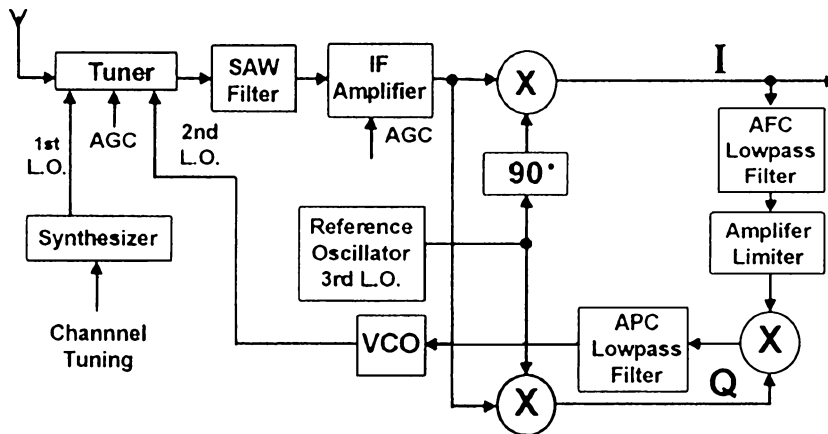 Tuner
SAW
Filter
IF
Amplifier
X
I
1st
L.O.
AGC
2nd
L.O.
AGC
AFC
Lowpass
Filter
90°
Synthesizer
Reference
Oscillator
3rd L.O.
Amplifer
Limiter
Channnel
Tuning
VCO
APC
Lowpass
Filter
X
X
Q